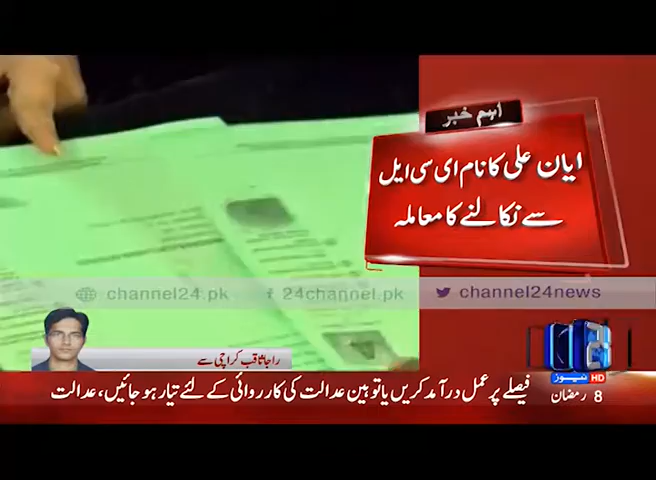 اہم خبر
ایان علی کا نام ای سی ایل
سے نکالنے کا معاملہ
channel24.pk
24channel.pk
channel24news
راجا ثاقب کراچی سے
24
نیوز HD
فیصلے پر عمل درآمد کریں یا توہین عدالت کی کارروائی کے لئے تیار ہو جائیں، عدالت
8 رمضان